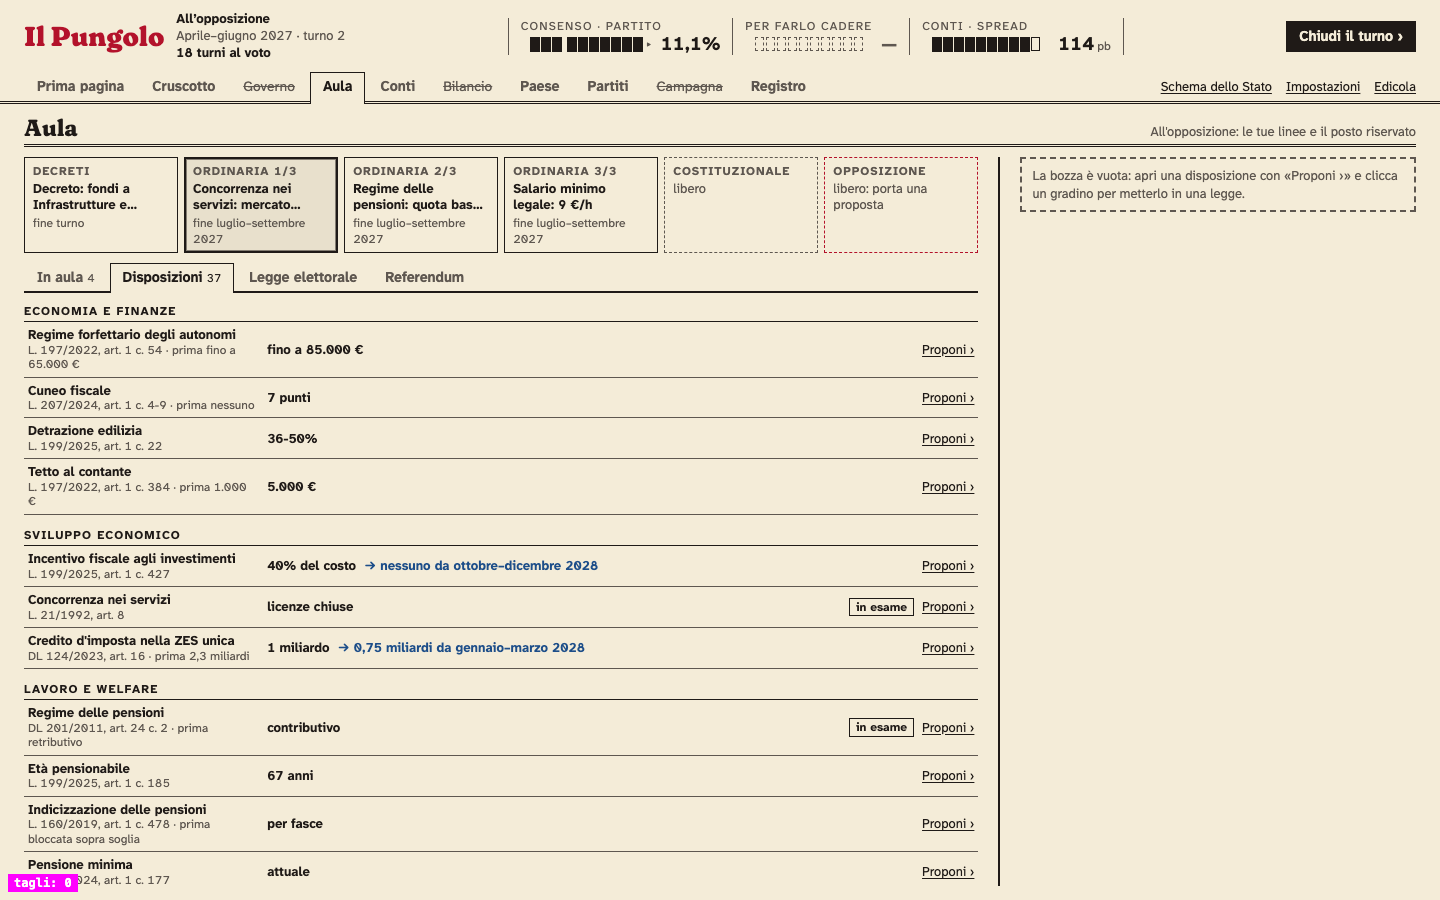 Il Pungolo
All’opposizione
Aprile–giugno 2027 · turno 2
18 turni al voto
CONSENSO · PARTITO
11,1%
PER FARLO CADERE
—
CONTI · SPREAD
114 pb
Chiudi il turno ›
Prima pagina
Cruscotto
Governo
Aula
Conti
Bilancio
Paese
Partiti
Campagna
Registro
Schema dello Stato
Impostazioni
Edicola
Aula
All'opposizione: le tue linee e il posto riservato
DECRETI
Decreto: fondi a
Infrastrutture e…
fine turno
ORDINARIA 1/3
Concorrenza nei
servizi: mercato…
fine luglio–settembre
2027
ORDINARIA 2/3
Regime delle
pensioni: quota bas…
fine luglio–settembre
2027
ORDINARIA 3/3
Salario minimo
legale: 9 €/h
fine luglio–settembre
2027
COSTITUZIONALE
libero
OPPOSIZIONE
libero: porta una
proposta
La bozza è vuota: apri una disposizione con «Proponi ›» e clicca
un gradino per metterlo in una legge.
In aula 4
Disposizioni 37
Legge elettorale
Referendum
ECONOMIA E FINANZE
Regime forfettario degli autonomi
L. 197/2022, art. 1 c. 54 · prima fino a
65.000 €
fino a 85.000 €
Proponi ›
Cuneo fiscale
L. 207/2024, art. 1 c. 4-9 · prima nessuno
7 punti
Proponi ›
Detrazione edilizia
L. 199/2025, art. 1 c. 22
36-50%
Proponi ›
Tetto al contante
L. 197/2022, art. 1 c. 384 · prima 1.000
€
5.000 €
Proponi ›
SVILUPPO ECONOMICO
Incentivo fiscale agli investimenti
L. 199/2025, art. 1 c. 427
40% del costo → nessuno da ottobre–dicembre 2028
Proponi ›
Concorrenza nei servizi
L. 21/1992, art. 8
licenze chiuse
in esame
Proponi ›
Credito d'imposta nella ZES unica
DL 124/2023, art. 16 · prima 2,3 miliardi
1 miliardo → 0,75 miliardi da gennaio–marzo 2028
Proponi ›
LAVORO E WELFARE
Regime delle pensioni
DL 201/2011, art. 24 c. 2 · prima
retributivo
contributivo
in esame
Proponi ›
Età pensionabile
L. 199/2025, art. 1 c. 185
67 anni
Proponi ›
Indicizzazione delle pensioni
L. 160/2019, art. 1 c. 478 · prima
bloccata sopra soglia
per fasce
Proponi ›
Pensione minima
024, art. 1 c. 177
attuale
Proponi ›
tagli: 0